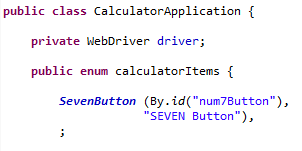 public class CalculatorApplication {
private WebDriver driver;
public enum calculatorItems {
SevenButton (By.id("num7Button"),
"SEVEN Button"),
;